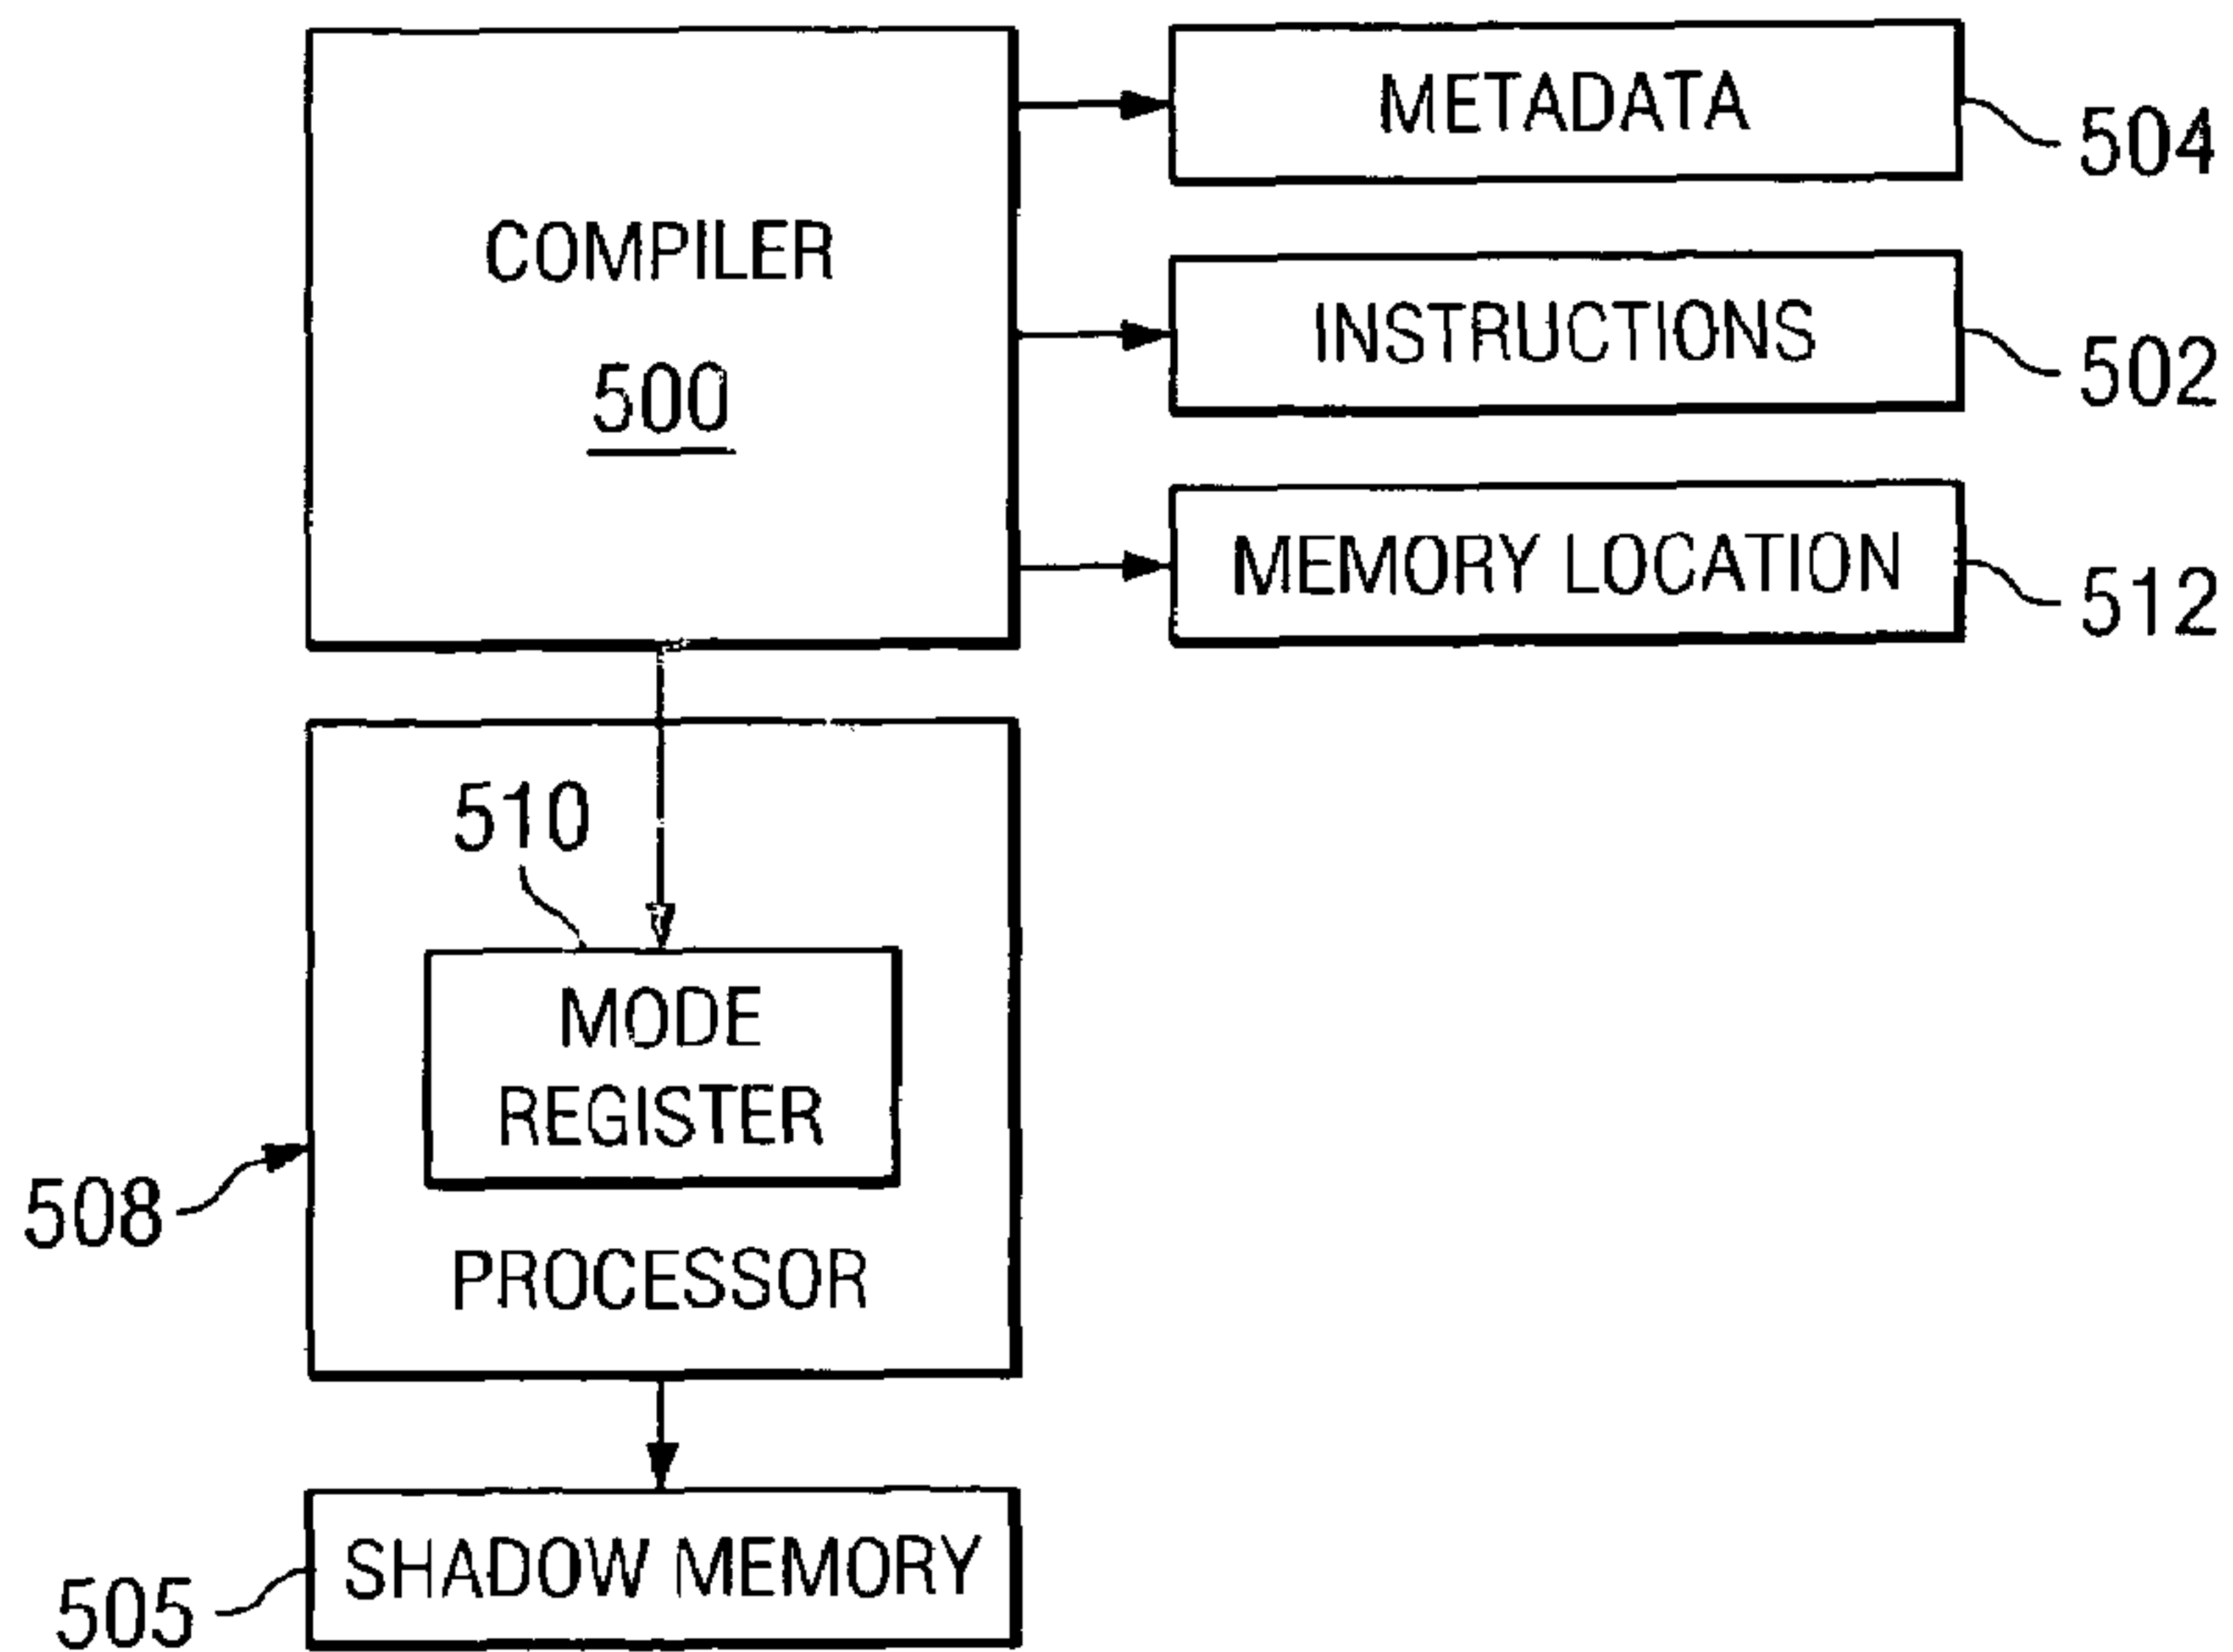 COMPILER
500
METADATA
504
INSTRUCTIONS
502
MEMORY LOCATION
512
510
MODE
REGISTER
508
PROCESSOR
SHADOW MEMORY
505